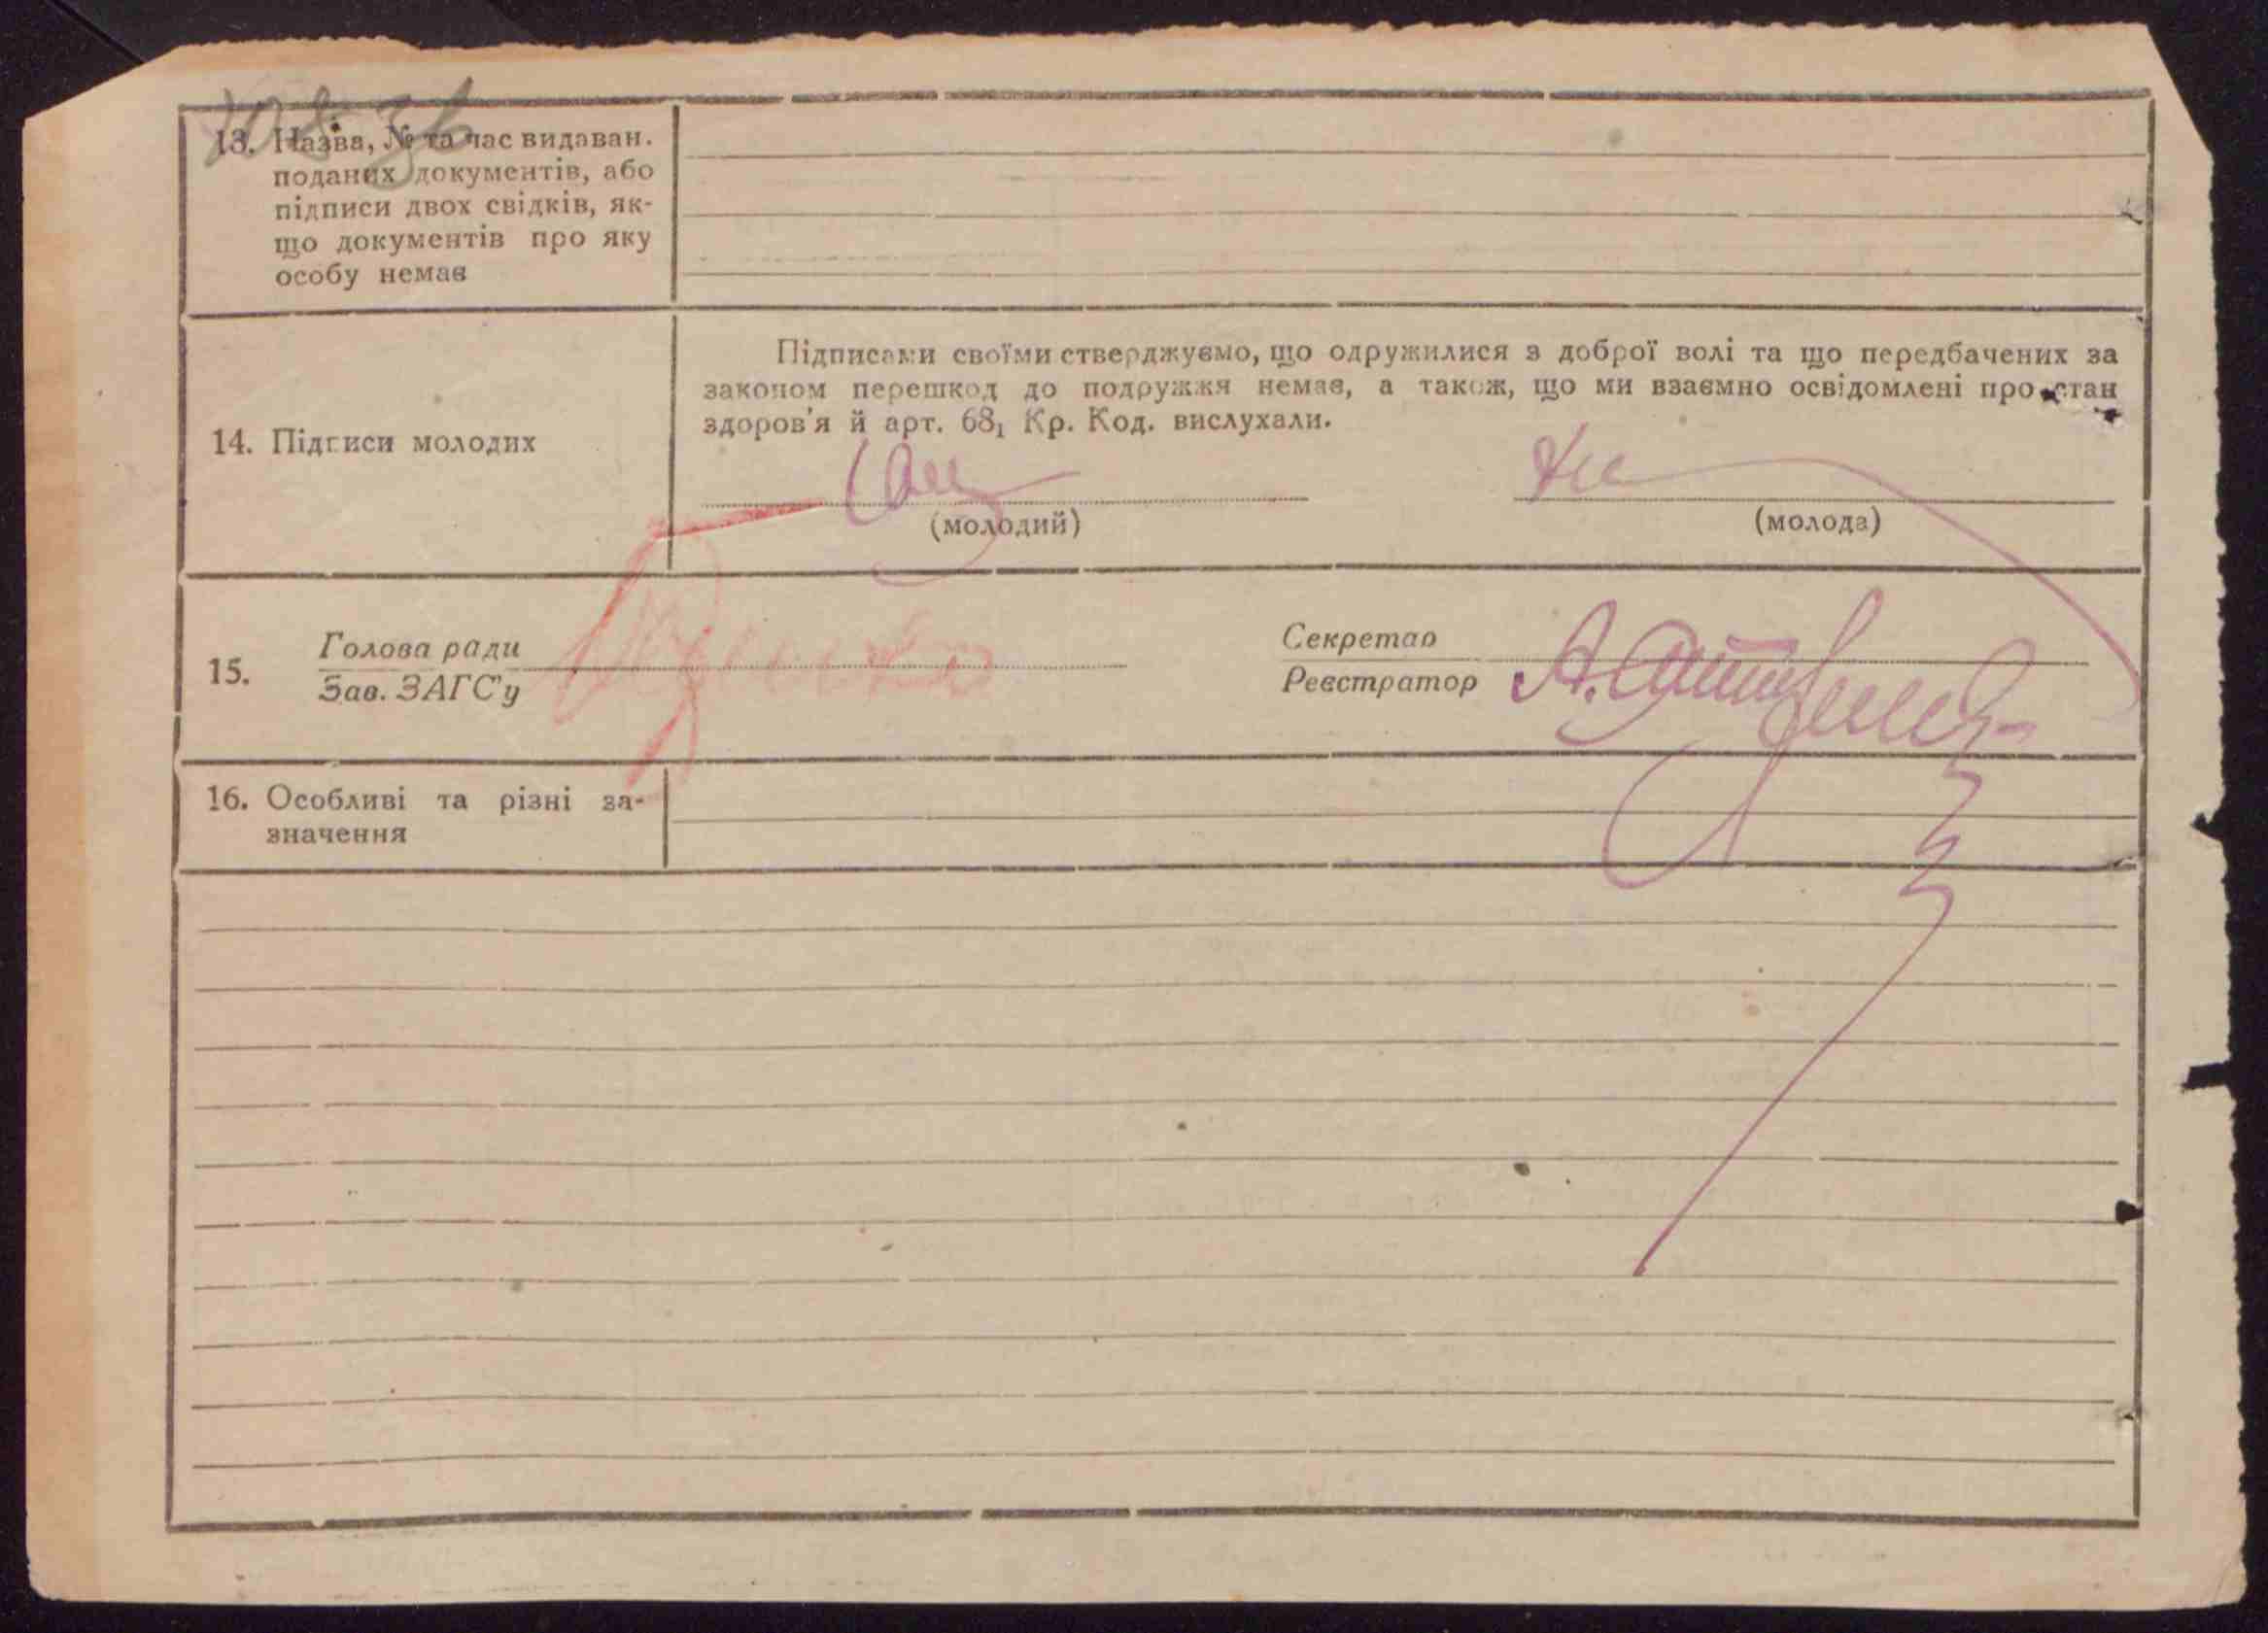 13. Назва, № та час видаван.
поданих документів, або
підписи двох свідків, як-
що документів про яку
особу немає
Підписами своїми стверджуємо, що одружилися з доброї волі та що передбачених за
законом перешкод до подружжя немає, а також, що ми взаємно освідомлені про стан
здоров'я й арт. 68₁ Кр. Код. вислухали.
14. Підписи молодих
(молодий)
(молода)
15.
Голова ради
Зав. ЗАГС'у
Секретар
Реєстратор
16. Особливі та різні за-
значення